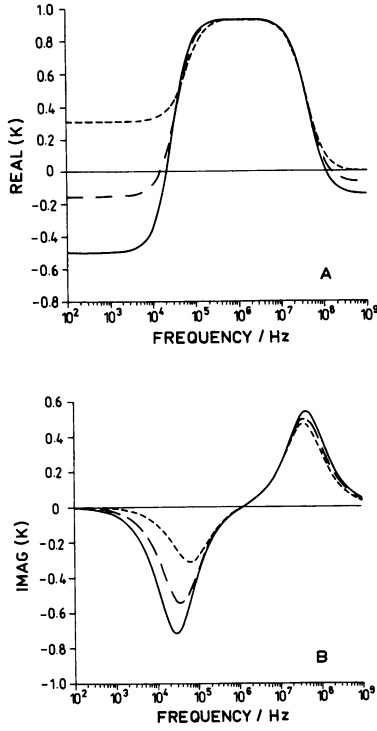 REAL (K)
1.0
0.8
0.6
0.4
0.2
0
-0.2
-0.4
-0.6
-0.8
A
10² 10³ 10⁴ 10⁵ 10⁶ 10⁷ 10⁸ 10⁹
FREQUENCY / Hz
IMAG (K)
0.6
0.4
0.2
0
-0.2
-0.4
-0.6
-0.8
-1.0
B
10² 10³ 10⁴ 10⁵ 10⁶ 10⁷ 10⁸ 10⁹
FREQUENCY / Hz